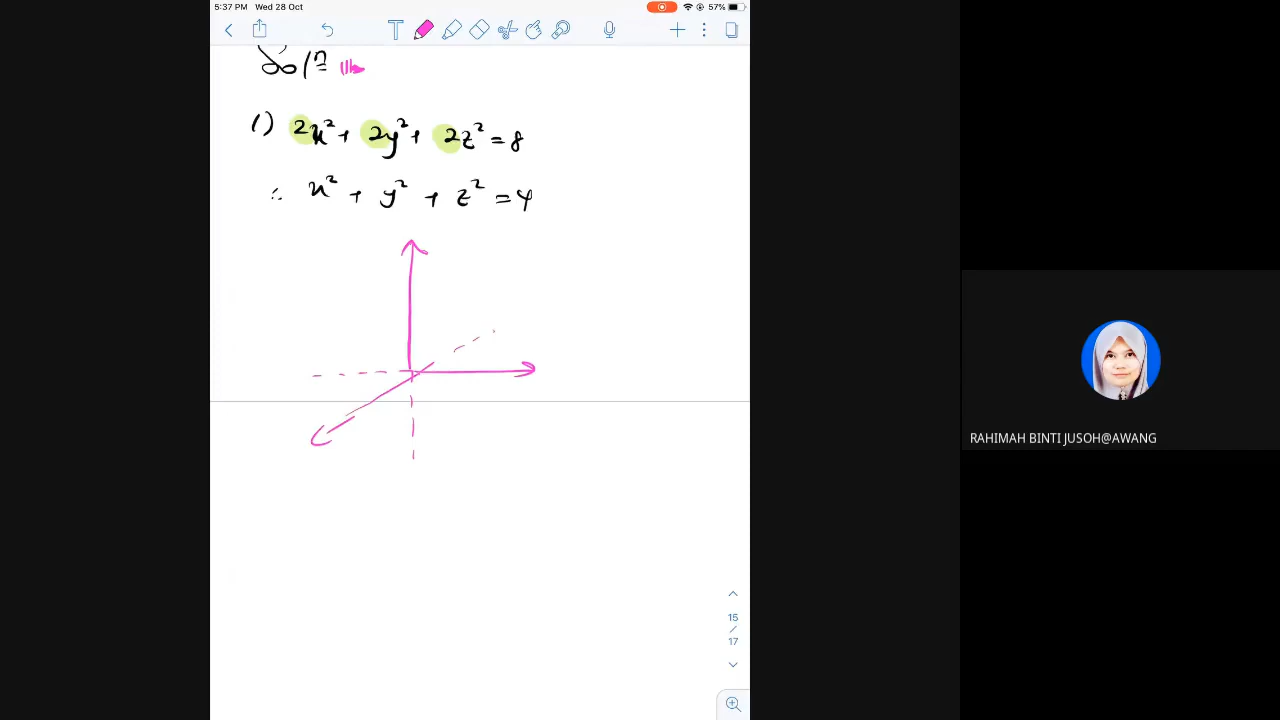 5:37 PM Wed 28 Oct
57%
T
Sol/n
1) 2x² + 2y² + 2z² = 8
∴ x² + y² + z² = 4
15
/
17
RAHIMAH BINTI JUSOH@AWANG